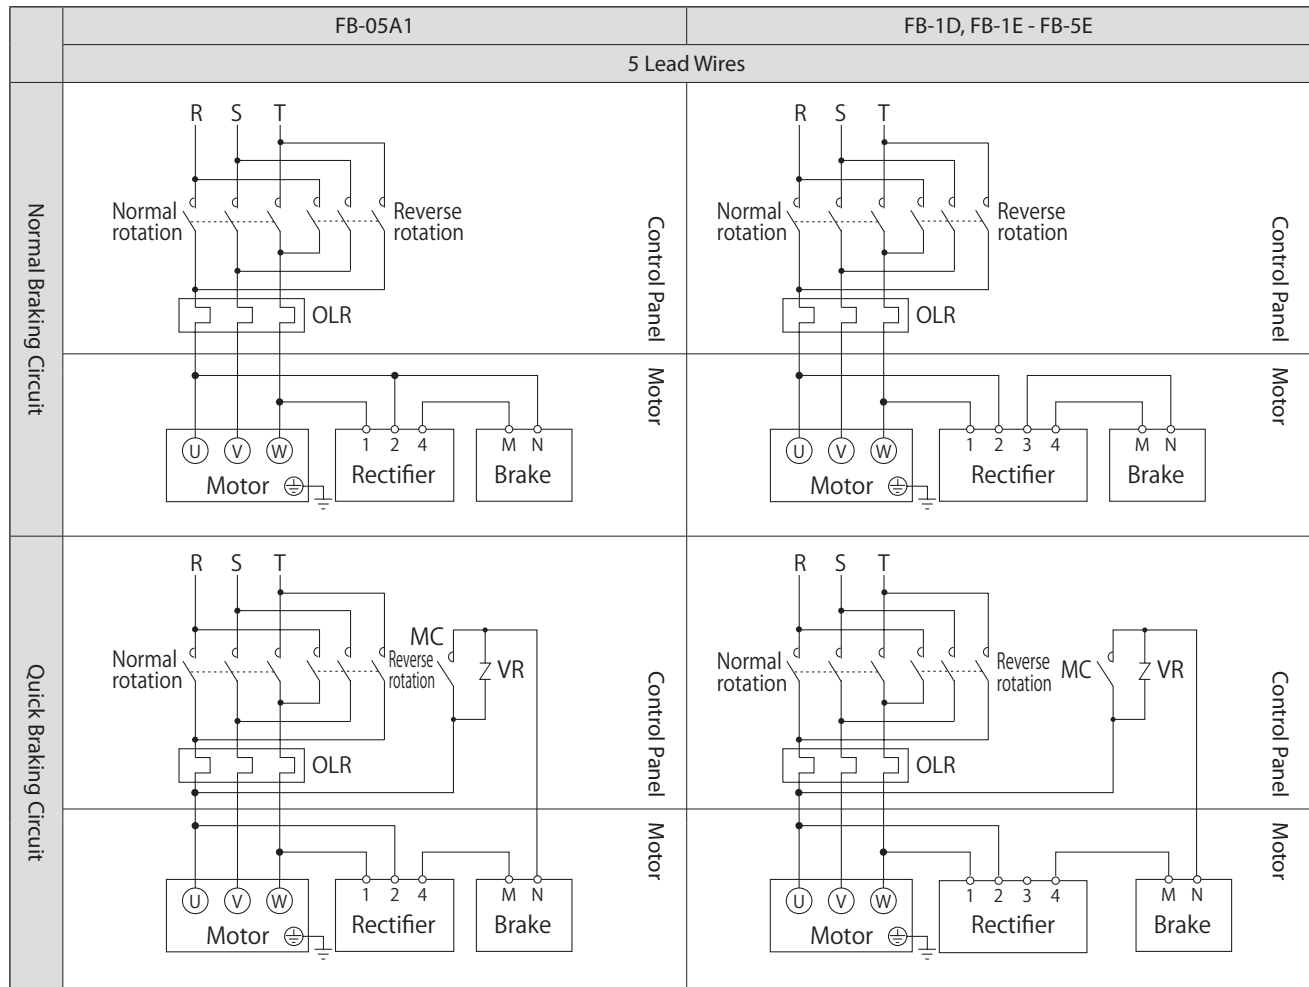 FB-05A1
FB-1D, FB-1E - FB-5E
5 Lead Wires
Normal Braking Circuit
R S T
Normal
rotation
Reverse
rotation
OLR
Control Panel
Motor
U V W
Motor
1 2 4
Rectifier
M N
Brake
R S T
Normal
rotation
Reverse
rotation
OLR
Control Panel
Motor
U V W
Motor
1 2 3 4
Rectifier
M N
Brake
Quick Braking Circuit
R S T
Normal
rotation
Reverse
rotation
MC
VR
OLR
Control Panel
Motor
U V W
Motor
1 2 4
Rectifier
M N
Brake
R S T
Normal
rotation
Reverse
rotation
MC
VR
OLR
Control Panel
Motor
U V W
Motor
1 2 3 4
Rectifier
M N
Brake